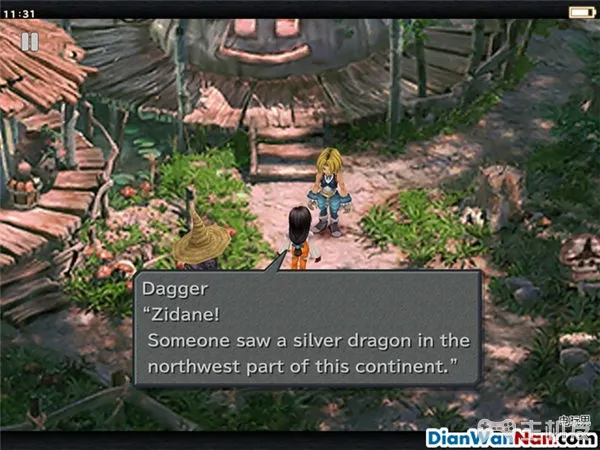 11:31
Dagger
“Zidane!
Someone saw a silver dragon in the
northwest part of this continent.”
DianWanNan.com